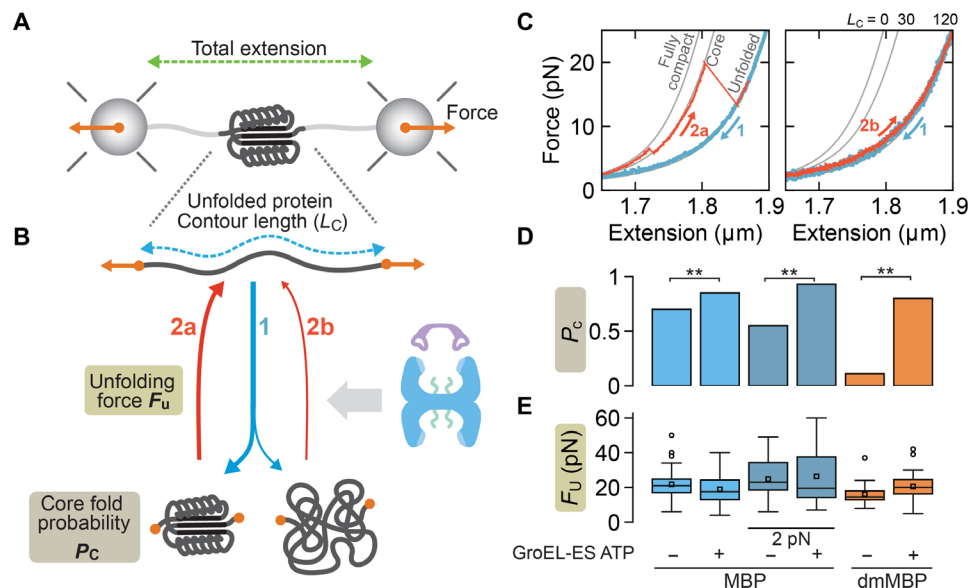 A
Total extension
Force
Unfolded protein
Contour length (LC)
B
2a
1
2b
Unfolding
force Fu
Core fold
probability
PC
C
LC = 0 30 120
Force (pN)
20
10
0
Fully compact
Core
Unfolded
2a
1
2b
1
1.7 1.8 1.9
1.7 1.8 1.9
Extension (μm)
Extension (μm)
D
Pc
1
0.5
0
**
**
**
E
FU (pN)
60
40
20
0
2 pN
GroEL-ES ATP
− + − + − +
MBP
dmMBP